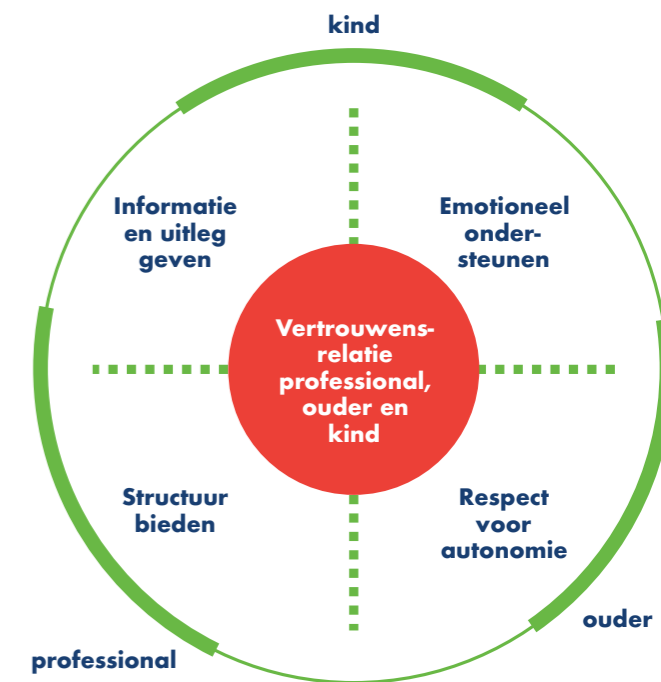 kind
Informatie
en uitleg
geven
Emotioneel
onder-
steunen
Vertrouwens-
relatie
professional,
ouder en
kind
Structuur
bieden
Respect
voor
autonomie
ouder
professional